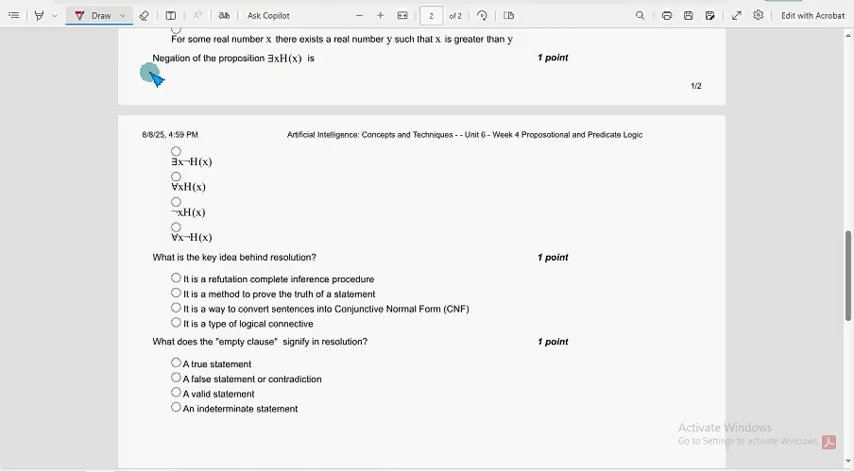 Draw
Ask Copilot
2
of 2
Edit with Acrobat
For some real number x there exists a real number y such that x is greater than y
Negation of the proposition ∃xH(x) is
1 point
1/2
8/8/25, 4:59 PM
Artificial Intelligence: Concepts and Techniques - - Unit 6 - Week 4 Proposotional and Predicate Logic
∃x¬H(x)
∀xH(x)
¬xH(x)
∀x¬H(x)
What is the key idea behind resolution?
1 point
It is a refutation complete inference procedure
It is a method to prove the truth of a statement
It is a way to convert sentences into Conjunctive Normal Form (CNF)
It is a type of logical connective
What does the "empty clause" signify in resolution?
1 point
A true statement
A false statement or contradiction
A valid statement
An indeterminate statement
Activate Windows
Go to Settings to activate Windows.